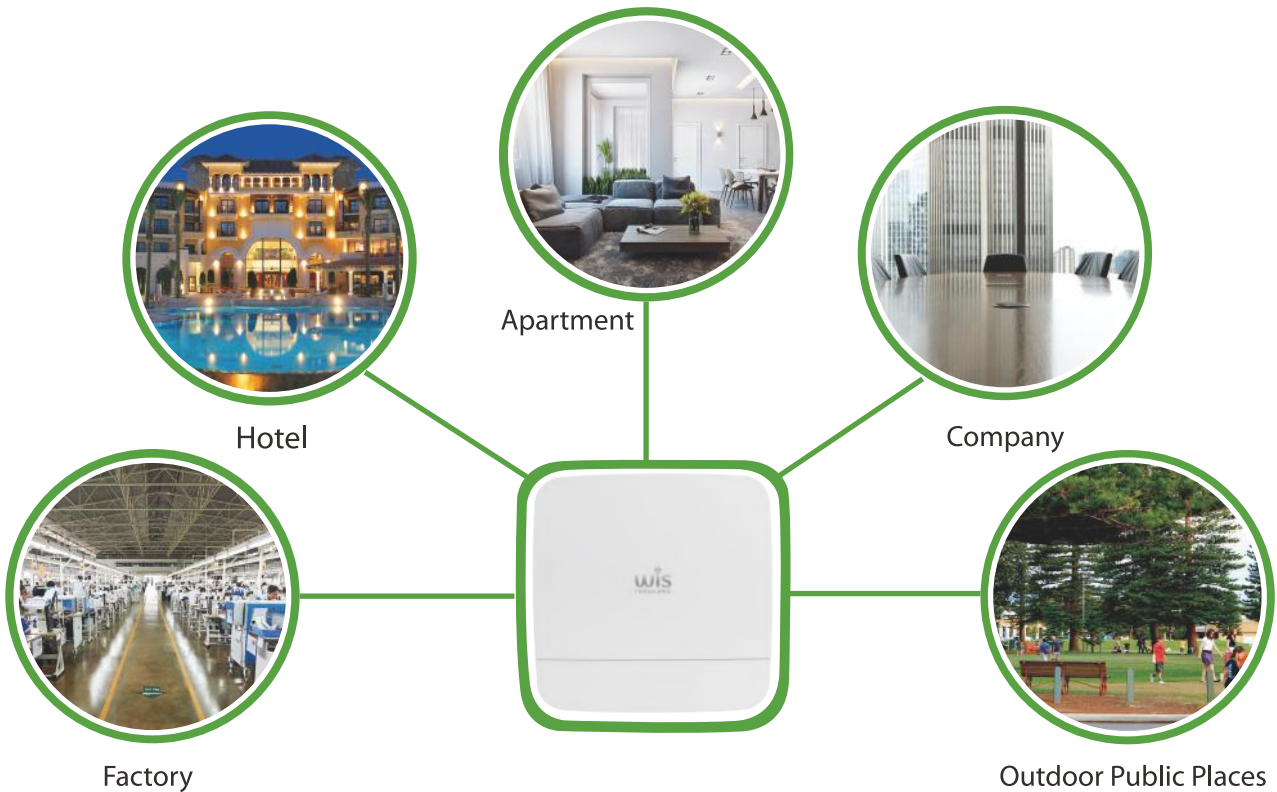 Apartment
Hotel
Company
wis
Factory
Outdoor Public Places